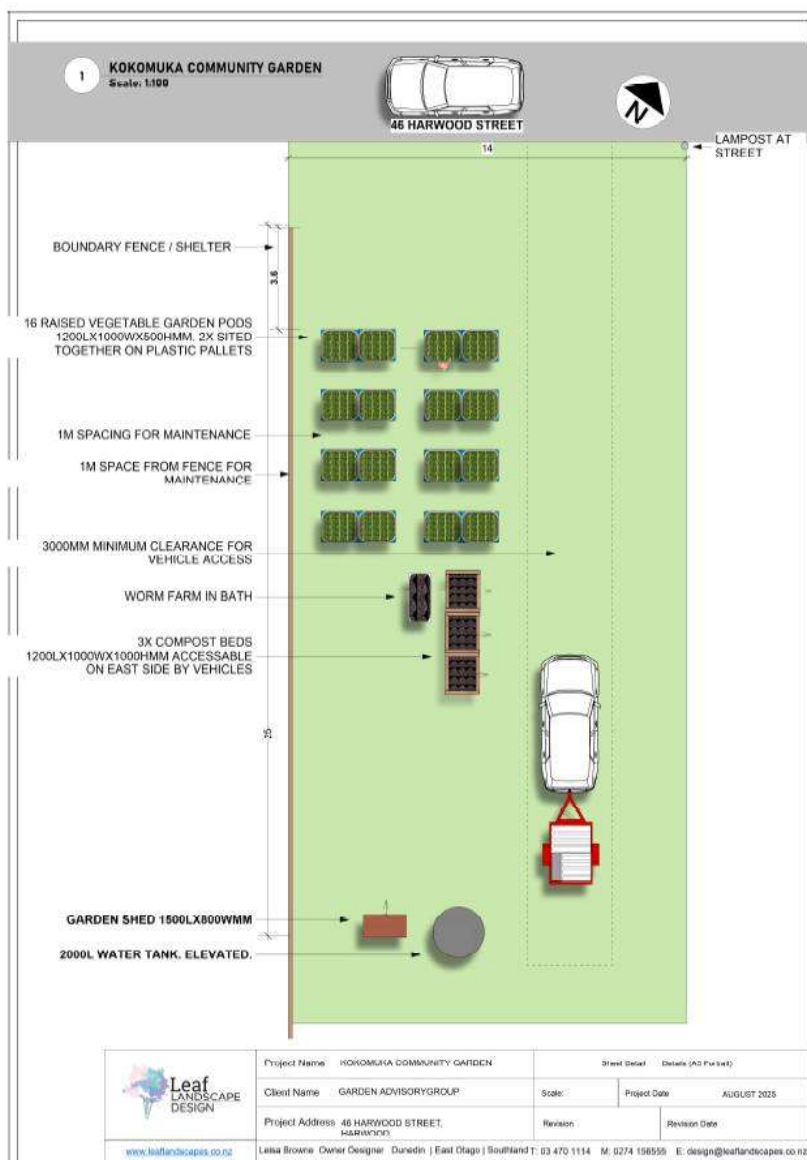 1
KOKOMUKA COMMUNITY GARDEN
Scale: 1:100
46 HARWOOD STREET
N
LAMPOST AT
STREET
14
BOUNDARY FENCE / SHELTER
3.6
16 RAISED VEGETABLE GARDEN PODS
1200LX1000WX500HMM. 2X SITED
TOGETHER ON PLASTIC PALLETS
1M SPACING FOR MAINTENANCE
1M SPACE FROM FENCE FOR
MAINTENANCE
3000MM MINIMUM CLEARANCE FOR
VEHICLE ACCESS
WORM FARM IN BATH
3X COMPOST BEDS
1200LX1000WX1000HMM ACCESSABLE
ON EAST SIDE BY VEHICLES
25
GARDEN SHED 1500LX800WMM
2000L WATER TANK. ELEVATED.
Leaf
LANDSCAPE
DESIGN
www.leaflandscapes.co.nz
Project Name KOKOMUKA COMMUNITY GARDEN
Sheet Detail Details (A3 Portrait)
Client Name GARDEN ADVISORYGROUP
Scale: Project Date AUGUST 2025
Project Address 46 HARWOOD STREET,
HARWOOD
Revision Revision Date
Leisa Browne Owner Designer Dunedin | East Otago | Southland T: 03 470 1114 M: 0274 156555 E: design@leaflandscapes.co.nz